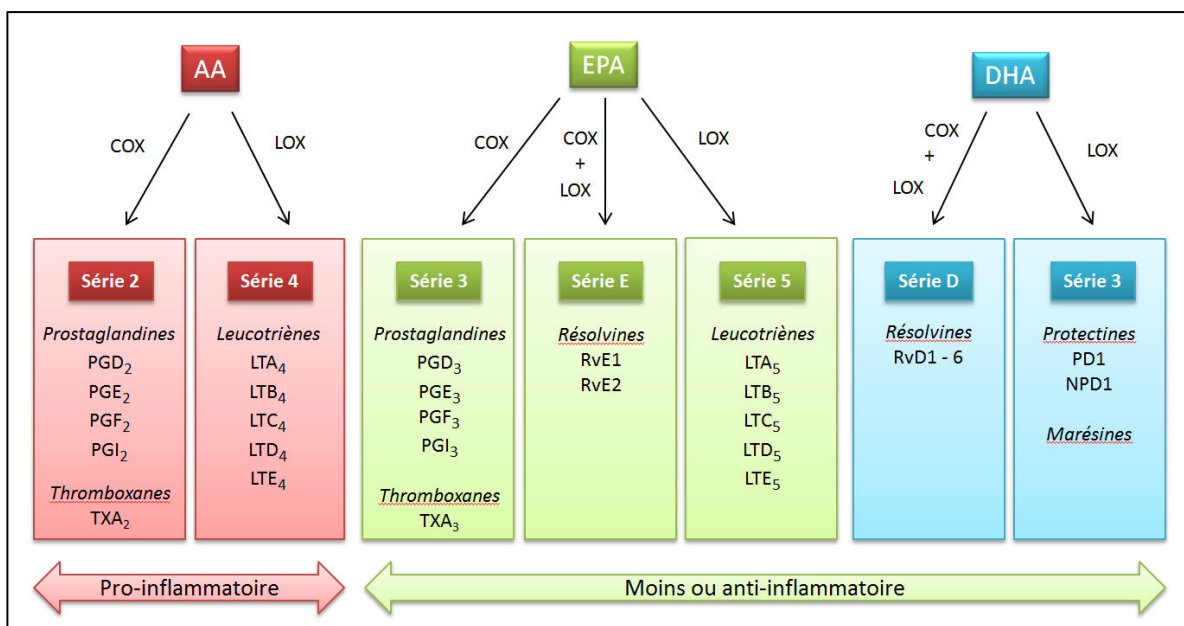 AA
EPA
DHA
COX
LOX
COX
COX
+
LOX
LOX
COX
+
LOX
LOX
Série 2
Prostaglandines
PGD₂
PGE₂
PGF₂
PGI₂
Thromboxanes
TXA₂
Série 4
Leucotriènes
LTA₄
LTB₄
LTC₄
LTD₄
LTE₄
Série 3
Prostaglandines
PGD₃
PGE₃
PGF₃
PGI₃
Thromboxanes
TXA₃
Série E
Résolvines
RvE1
RvE2
Série 5
Leucotriènes
LTA₅
LTB₅
LTC₅
LTD₅
LTE₅
Série D
Résolvines
RvD1 - 6
Série 3
Protectines
PD1
NPD1
Marésines
Pro-inflammatoire
Moins ou anti-inflammatoire